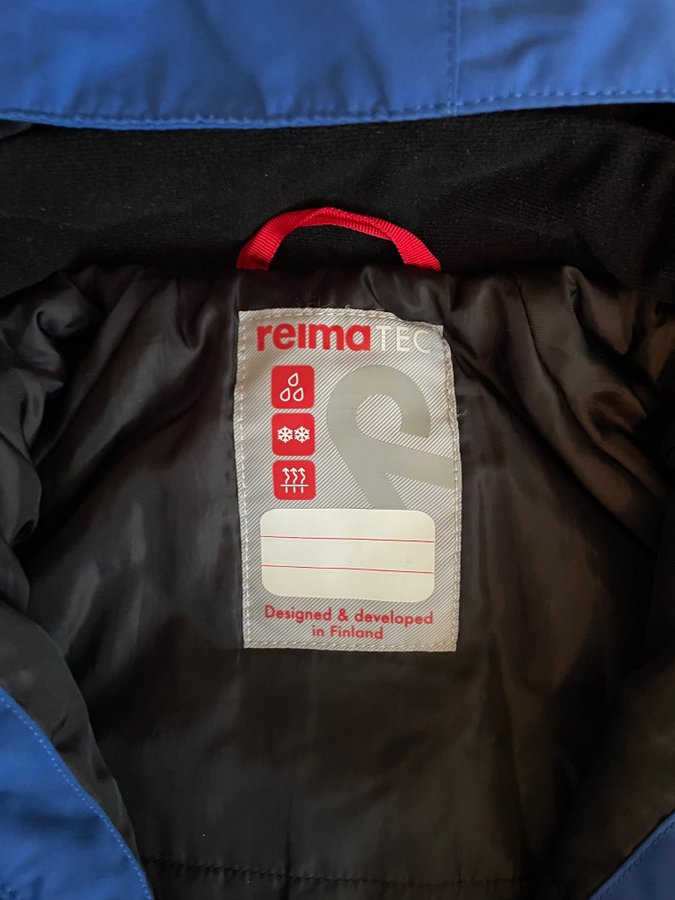 reimaTEC
Designed & developed
in Finland